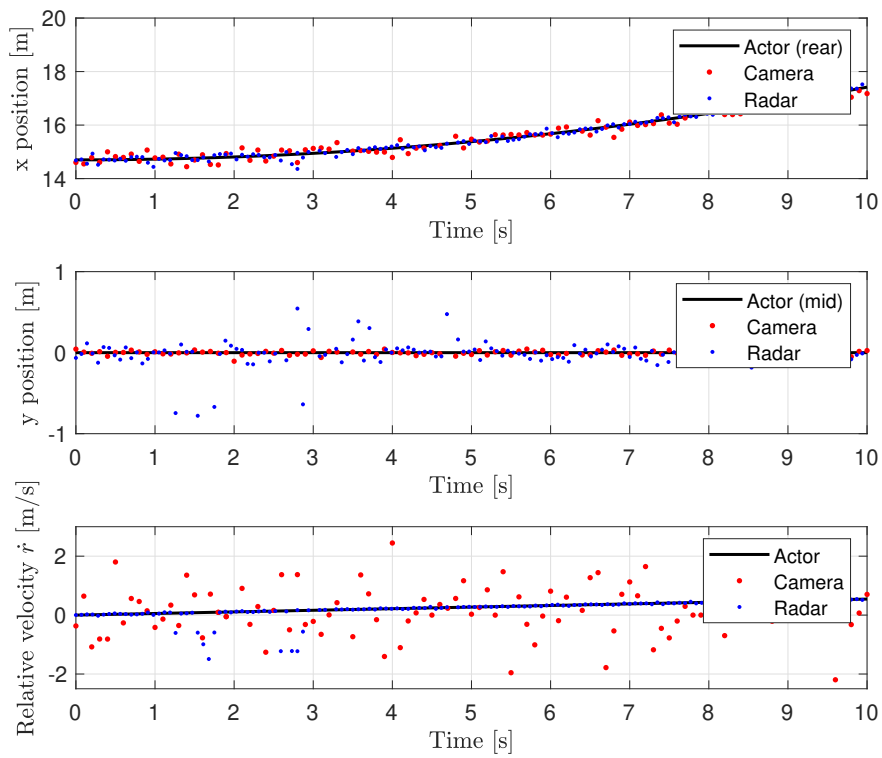 20
18
16
14
x position [m]
Actor (rear)
Camera
Radar
0 1 2 3 4 5 6 7 8 9 10
Time [s]
1
0
-1
y position [m]
Actor (mid)
Camera
Radar
0 1 2 3 4 5 6 7 8 9 10
Time [s]
2
0
-2
Relative velocity ṙ [m/s]
Actor
Camera
Radar
0 1 2 3 4 5 6 7 8 9 10
Time [s]